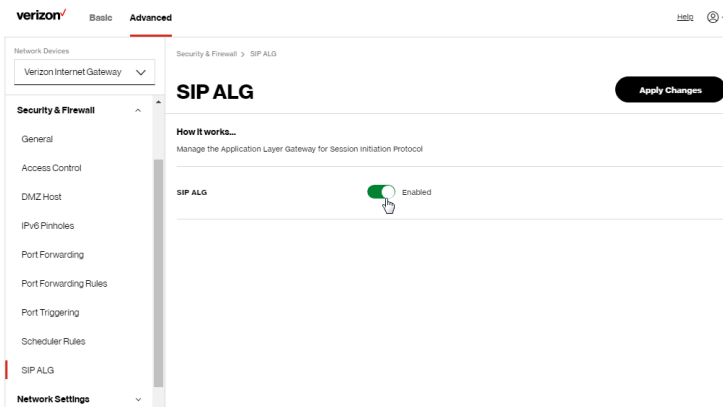 verizon✓
Basic
Advanced
Help
Network Devices
Verizon Internet Gateway
Security & Firewall
General
Access Control
DMZ Host
IPv6 Pinholes
Port Forwarding
Port Forwarding Rules
Port Triggering
Scheduler Rules
SIP ALG
Network Settings
Security & Firewall > SIP ALG
SIP ALG
Apply Changes
How it works...
Manage the Application Layer Gateway for Session Initiation Protocol
SIP ALG
Enabled